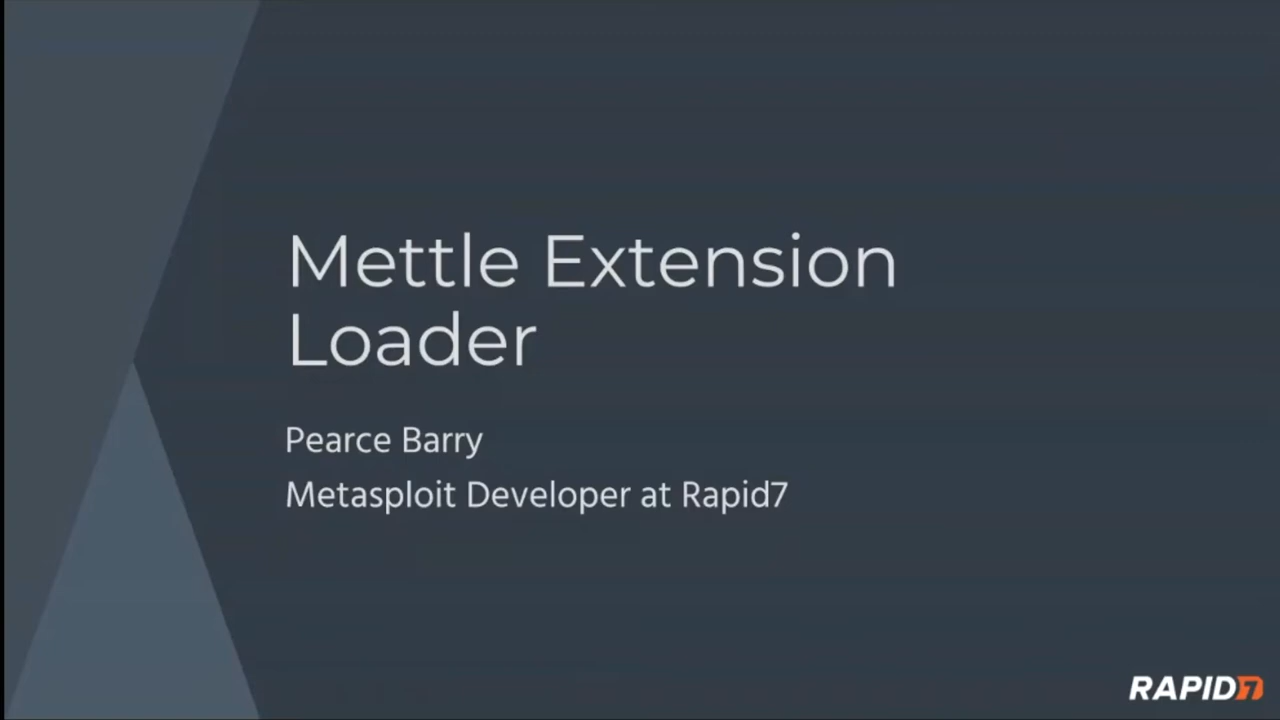 Mettle Extension
Loader
Pearce Barry
Metasploit Developer at Rapid7
RAPID7